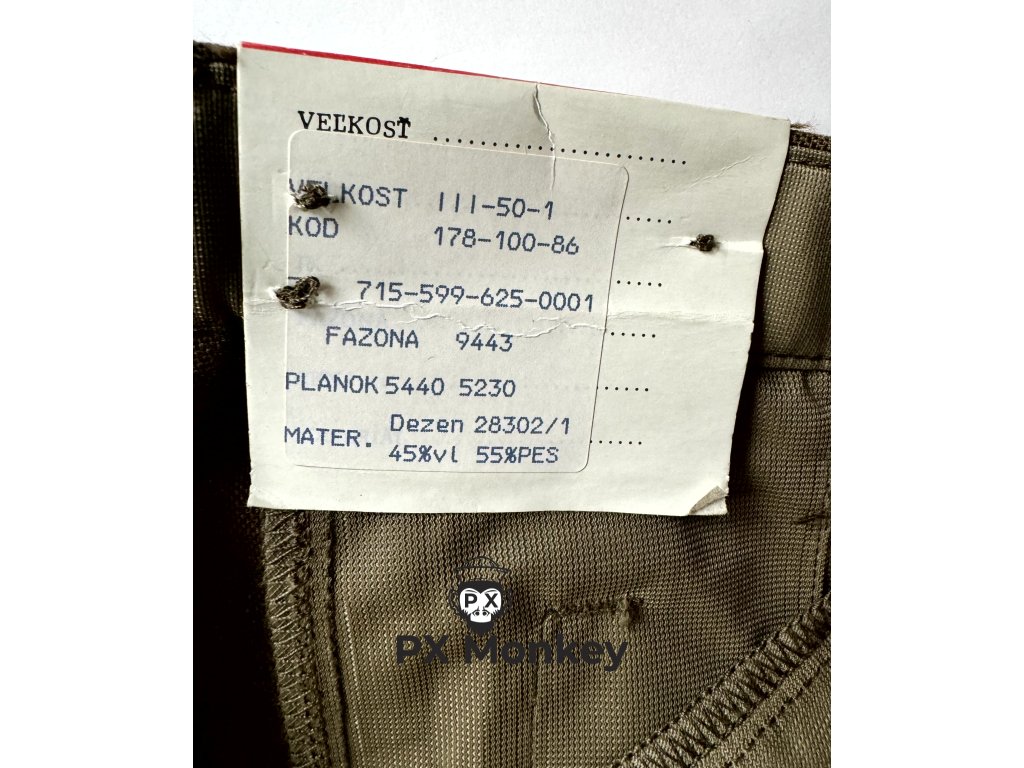 VEĽKOSŤ ........................
VELKOST III-50-1 .....
KOD 178-100-86
715-599-625-0001 .....
FAZONA 9443 .....
PLANOK 5440 5230 .....
Dezen 28302/1
MATER. 45%vl 55%PES .....
PX
PX Monkey